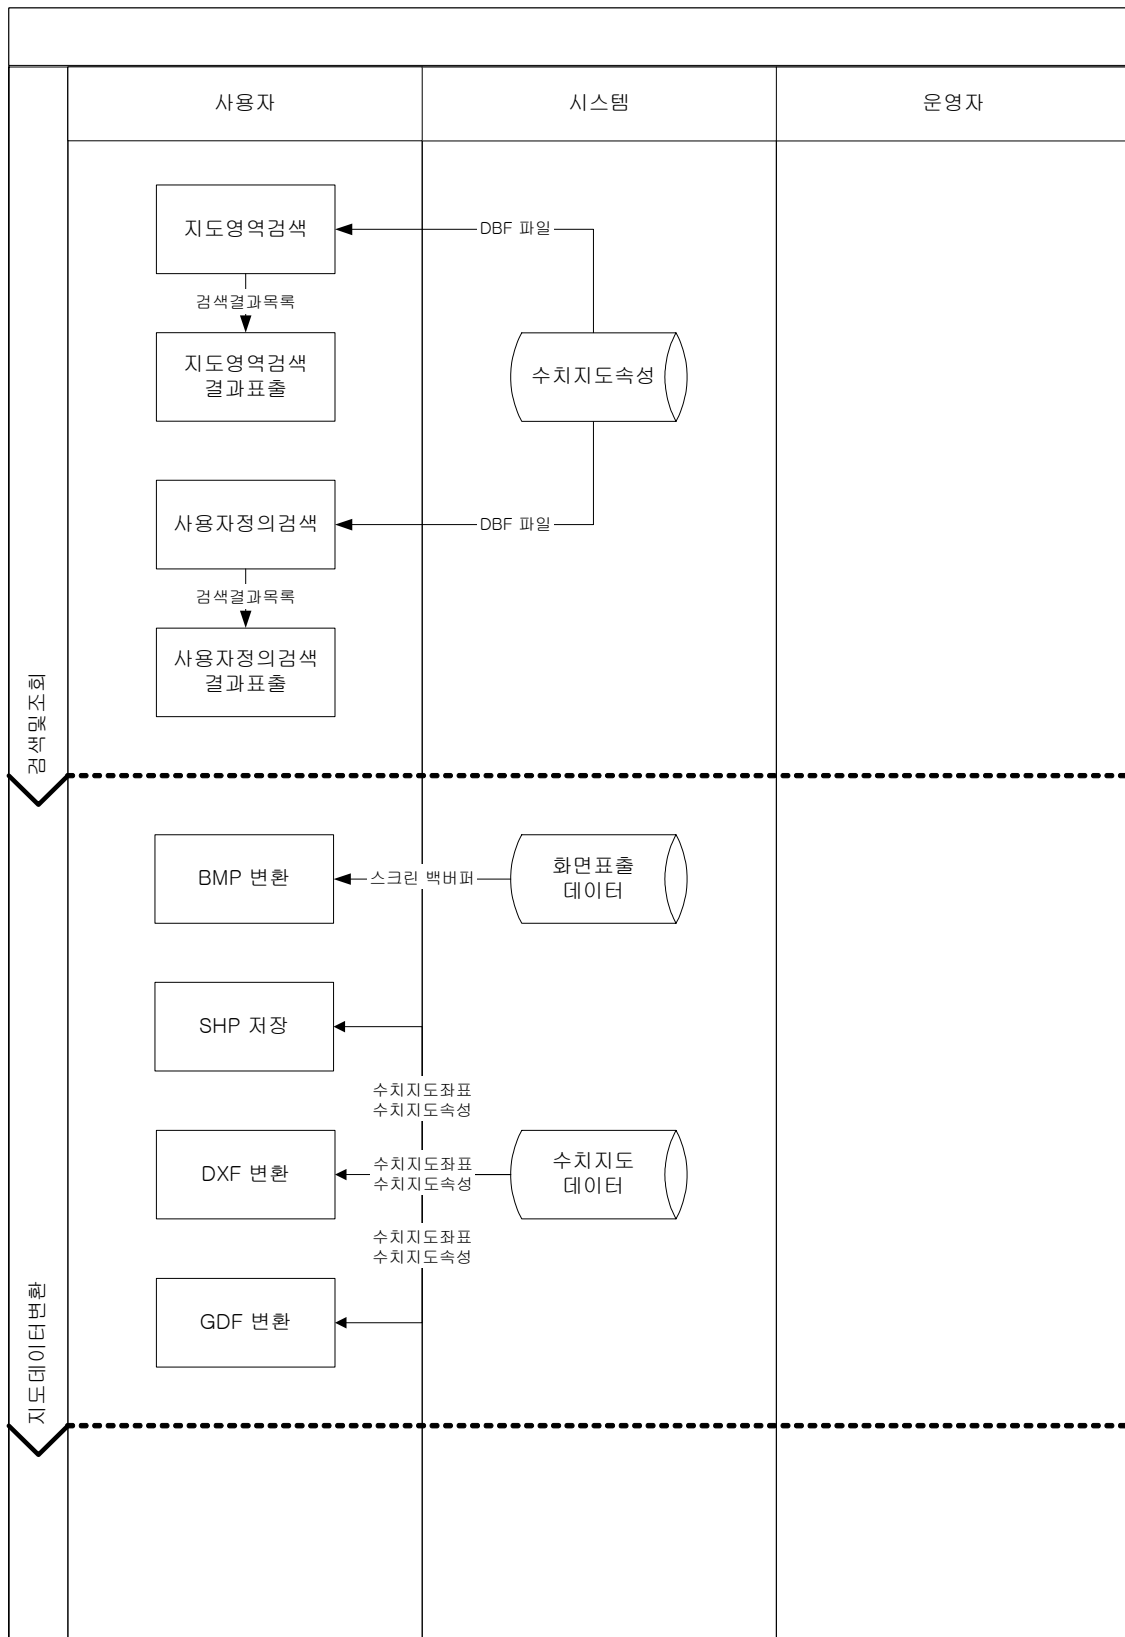 사용자
시스템
운영자
지도영역검색
DBF 파일
검색결과목록
지도영역검색
결과표출
수치지도속성
사용자정의검색
DBF 파일
검색결과목록
사용자정의검색
결과표출
검색및조회
BMP 변환
스크린 백버퍼
화면표출
데이터
SHP 저장
수치지도좌표
수치지도속성
DXF 변환
수치지도좌표
수치지도속성
수치지도
데이터
수치지도좌표
수치지도속성
GDF 변환
지도데이터변환